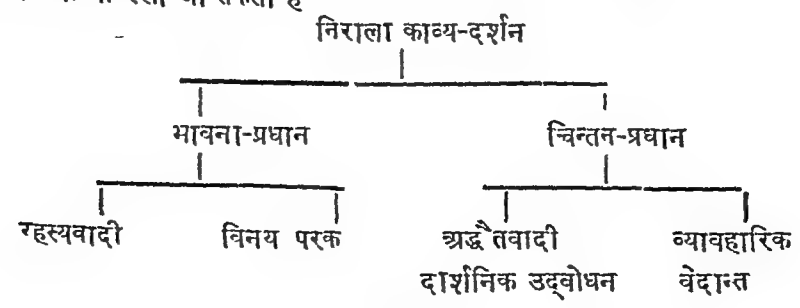 निराला काव्य-दर्शन
भावना-प्रधान चिन्तन-प्रधान
रहस्यवादी विनय परक अद्वैतवादी व्यावहारिक
दार्शनिक उद्वोधन वेदान्त